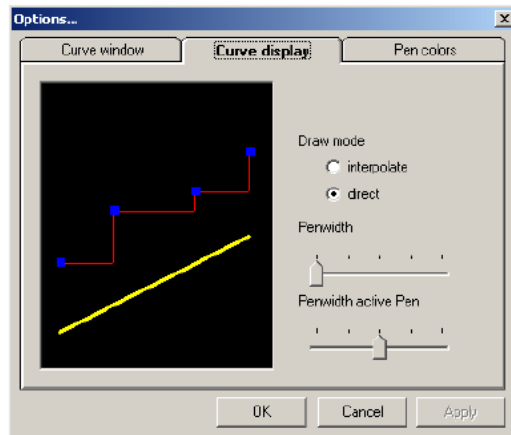 Options...
Curve window
Curve display
Pen colors
Draw mode
interpolate
direct
Penwidth
Penwidth active Pen
OK
Cancel
Apply